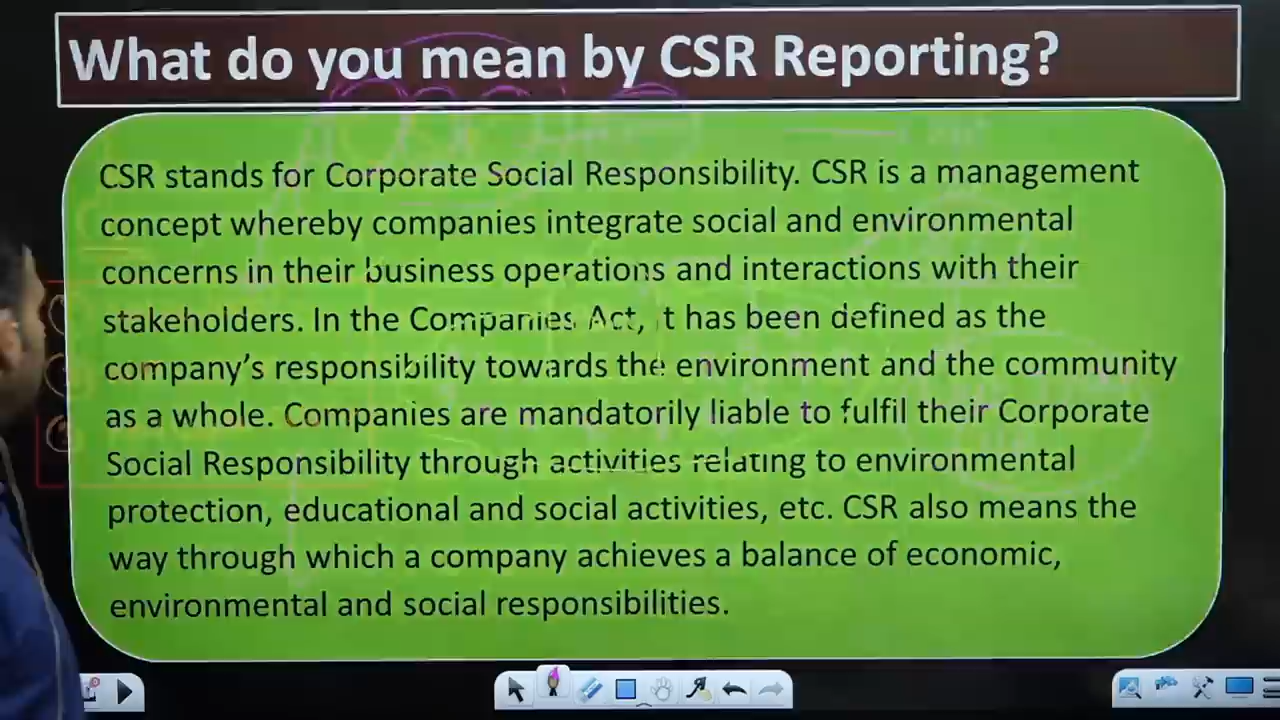 What do you mean by CSR Reporting?
CSR stands for Corporate Social Responsibility. CSR is a management
concept whereby companies integrate social and environmental
concerns in their business operations and interactions with their
stakeholders. In the Companies Act, it has been defined as the
company's responsibility towards the environment and the community
as a whole. Companies are mandatorily liable to fulfil their Corporate
Social Responsibility through activities relating to environmental
protection, educational and social activities, etc. CSR also means the
way through which a company achieves a balance of economic,
environmental and social responsibilities.